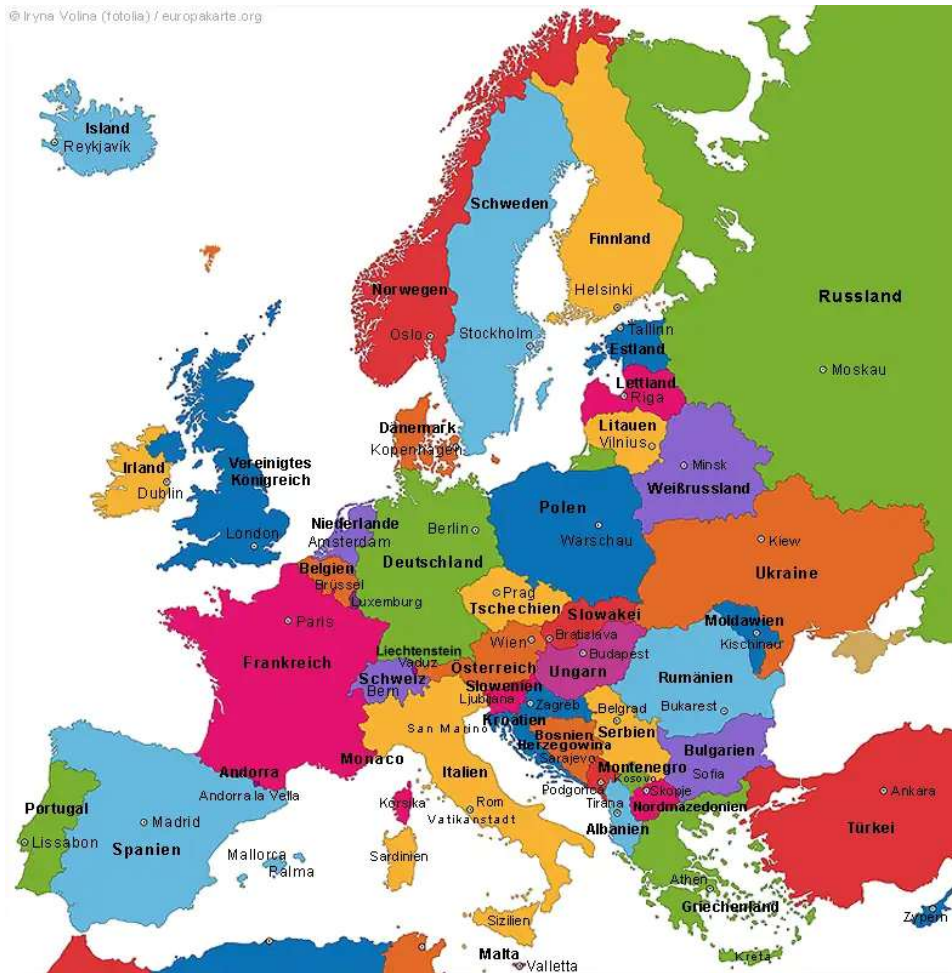 © Iryna Volina (fotolia) / europakarte.org
Island
Reykjavík
Schweden
Finnland
Norwegen
Helsinki
Russland
Oslo
Stockholm
Tallinn
Estland
Moskau
Lettland
Riga
Dänemark
Kopenhagen
Litauen
Vilnius
Irland
Dublin
Vereinigtes
Königreich
Minsk
Weißrussland
London
Niederlande
Amsterdam
Berlin
Polen
Warschau
Kiew
Ukraine
Belgien
Brüssel
Deutschland
Luxemburg
Prag
Tschechien
Slowakei
Bratislava
Paris
Frankreich
Wien
Budapest
Ungarn
Moldawien
Kischinau
Liechtenstein
Vaduz
Österreich
Schweiz
Bern
Slowenien
Ljubljana
Rumänien
Bukarest
Zagreb
Kroatien
Belgrad
Serbien
San Marino
Bosnien
Herzegowina
Sarajevo
Monaco
Italien
Montenegro
Kosovo
Podgorica
Bulgarien
Sofia
Andorra
Andorra la Vella
Korsika
Rom
Vatikanstadt
Skopje
Nordmazedonien
Tirana
Albanien
Ankara
Türkei
Portugal
Lissabon
Madrid
Spanien
Mallorca
Palma
Sardinien
Athen
Griechenland
Sizilien
Malta
Valletta
Kreta
Zypern